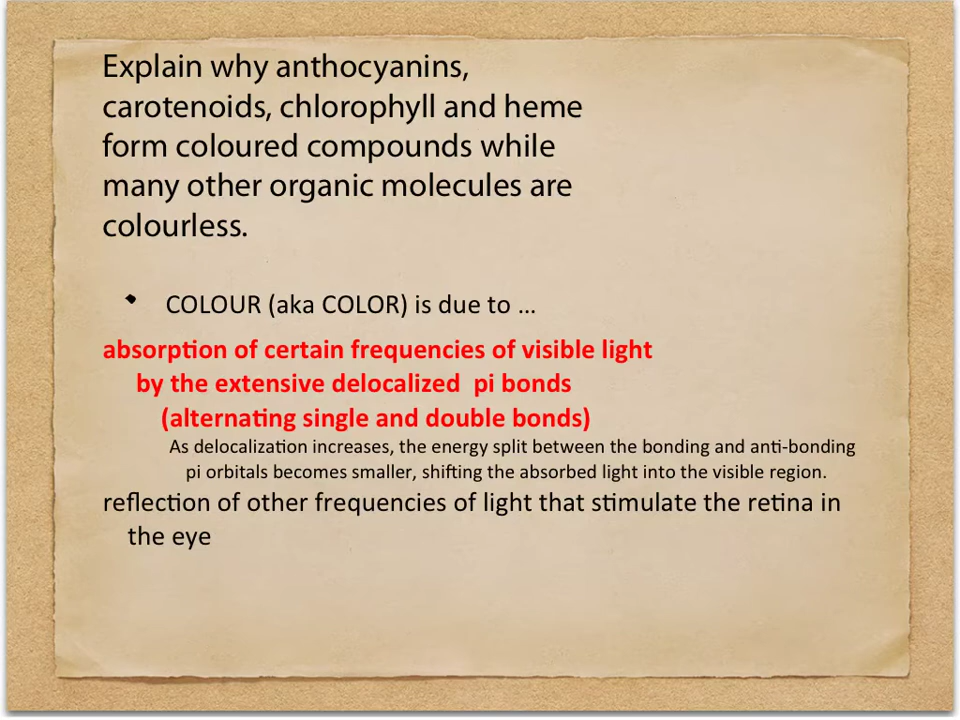 Explain why anthocyanins,
carotenoids, chlorophyll and heme
form coloured compounds while
many other organic molecules are
colourless.
COLOUR (aka COLOR) is due to …
absorption of certain frequencies of visible light
by the extensive delocalized pi bonds
(alternating single and double bonds)
As delocalization increases, the energy split between the bonding and anti-bonding
pi orbitals becomes smaller, shifting the absorbed light into the visible region.
reflection of other frequencies of light that stimulate the retina in
the eye